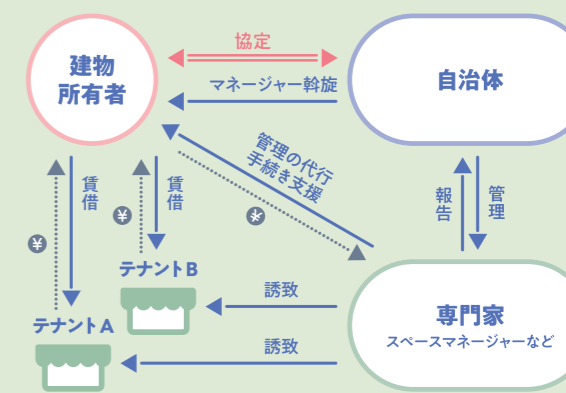 建物
所有者
協定
マネージャー斡旋
自治体
管理の代行
手続き支援
賃借
賃借
¥
¥
報告
管理
テナントB
テナントA
誘致
誘致
専門家
スペースマネージャーなど